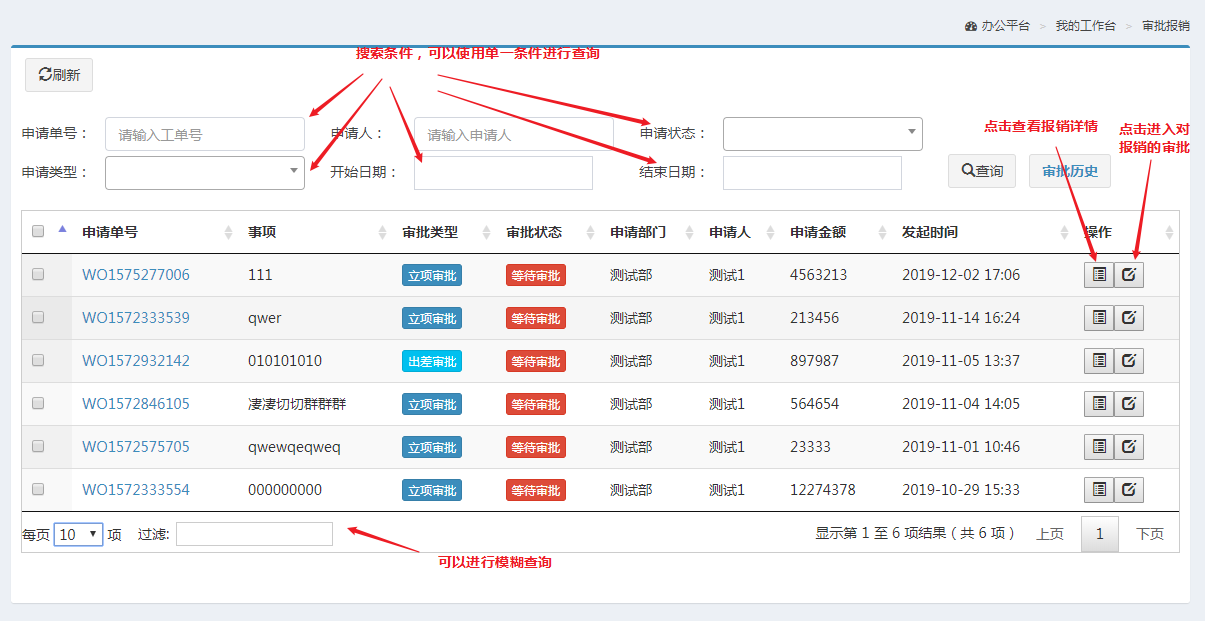 办公平台 > 我的工作台 > 审批报销
搜索条件，可以使用单一条件进行查询
刷新
申请单号： 请输入工单号 申请人： 请输入申请人 申请状态：
点击查看报销详情
点击进入对
报销的审批
申请类型： 开始日期： 结束日期： 查询 审批历史
申请单号 事项 审批类型 审批状态 申请部门 申请人 申请金额 发起时间 操作
WO1575277006 111 立项审批 等待审批 测试部 测试1 4563213 2019-12-02 17:06
WO1572333539 qwer 立项审批 等待审批 测试部 测试1 213456 2019-11-14 16:24
WO1572932142 010101010 出差审批 等待审批 测试部 测试1 897987 2019-11-05 13:37
WO1572846105 凄凄切切群群群 立项审批 等待审批 测试部 测试1 564654 2019-11-04 14:05
WO1572575705 qwewqeqweq 立项审批 等待审批 测试部 测试1 23333 2019-11-01 10:46
WO1572333554 000000000 立项审批 等待审批 测试部 测试1 12274378 2019-10-29 15:33
每页 10 项 过滤: 显示第 1 至 6 项结果（共 6 项） 上页 1 下页
可以进行模糊查询